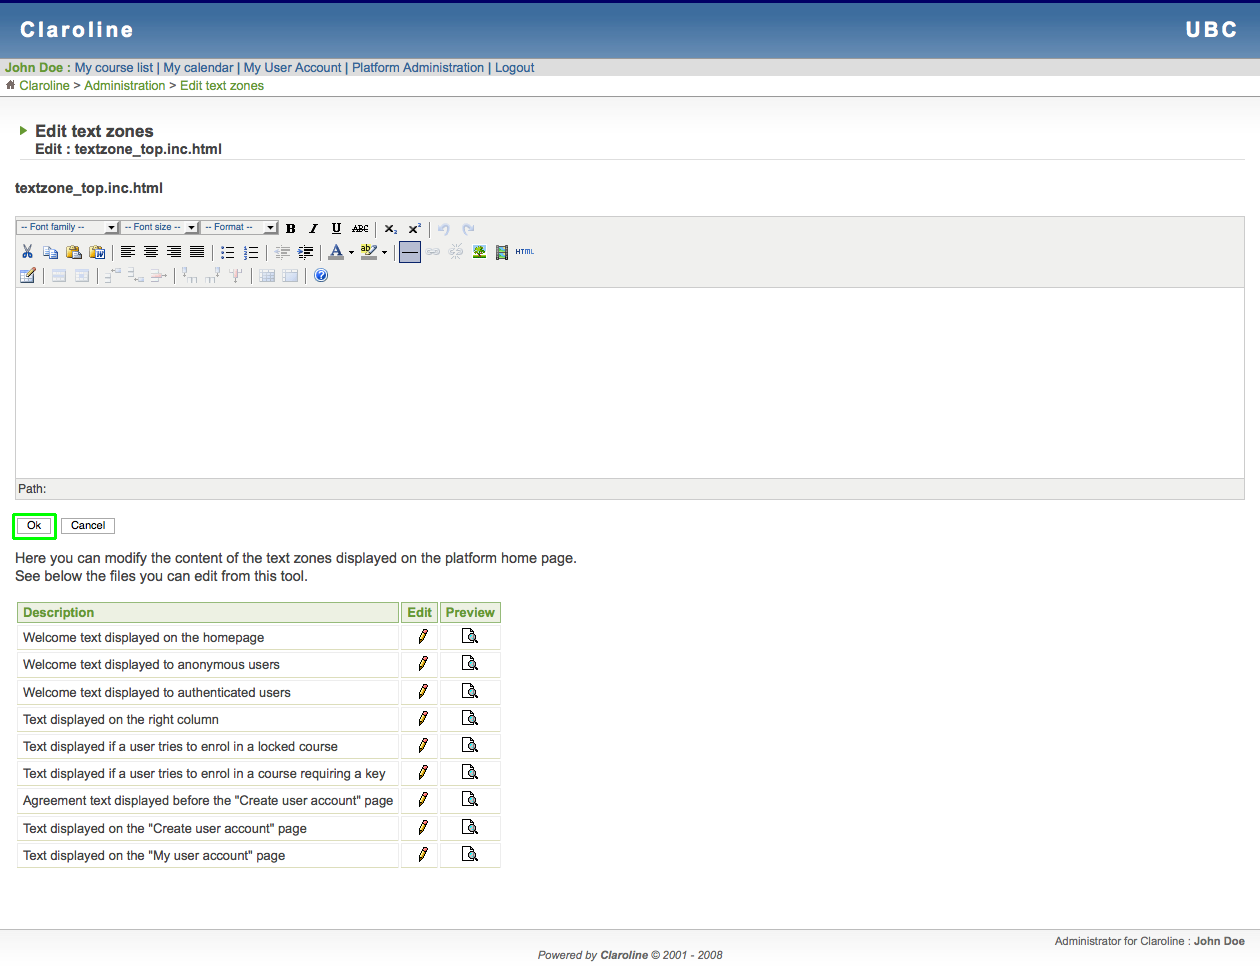 Claroline
UBC
John Doe : My course list | My calendar | My User Account | Platform Administration | Logout
Claroline > Administration > Edit text zones
Edit text zones
Edit : textzone_top.inc.html
textzone_top.inc.html
-- Font family -- -- Font size -- -- Format -- B I U ABC x₂ x²
HTML
Path:
Ok Cancel
Here you can modify the content of the text zones displayed on the platform home page.
See below the files you can edit from this tool.
Description Edit Preview
Welcome text displayed on the homepage
Welcome text displayed to anonymous users
Welcome text displayed to authenticated users
Text displayed on the right column
Text displayed if a user tries to enrol in a locked course
Text displayed if a user tries to enrol in a course requiring a key
Agreement text displayed before the "Create user account" page
Text displayed on the "Create user account" page
Text displayed on the "My user account" page
Administrator for Claroline : John Doe
Powered by Claroline © 2001 - 2008